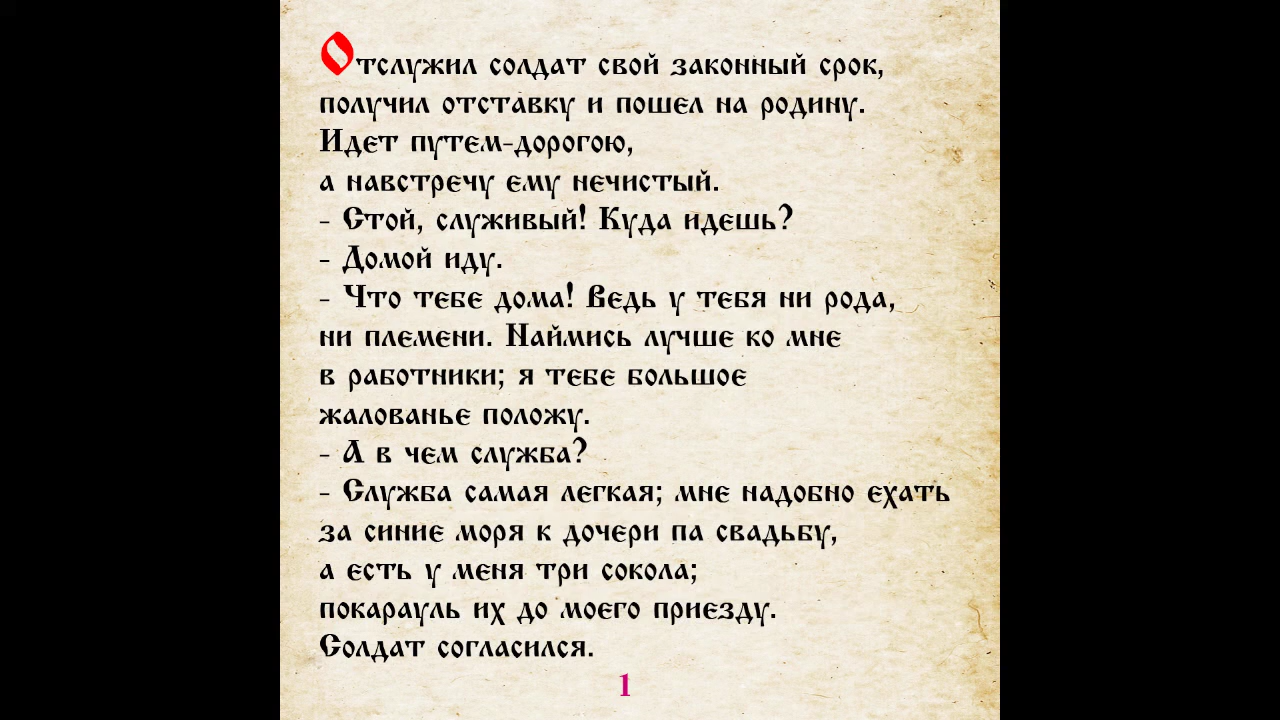 Отслужил солдат свой законный срок,
получил отставку и пошел на родину.
Идет путем-дорогою,
а навстречу ему нечистый.
- Стой, служивый! Куда идешь?
- Домой иду.
- Что тебе дома! Ведь у тебя ни рода,
ни племени. Наймись лучше ко мне
в работники; я тебе большое
жалованье положу.
- А в чем служба?
- Служба самая легкая; мне надобно ехать
за синие моря к дочери па свадьбу,
а есть у меня три сокола;
покарауль их до моего приезду.
Солдат согласился.
1